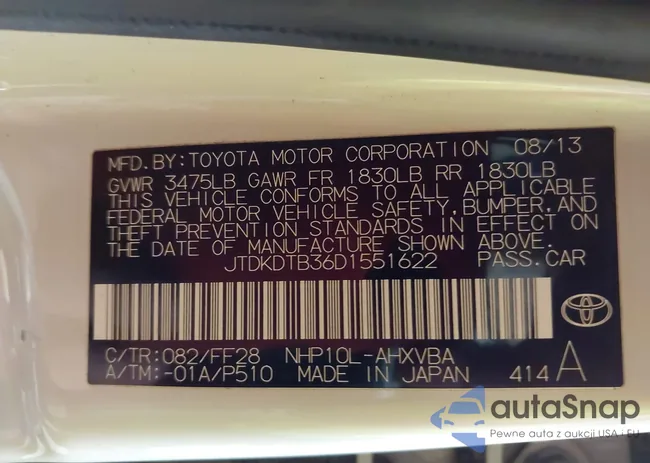 MFD.BY:TOYOTA MOTOR CORPORATION 08/13
GVWR 3475LB GAWR FR 1830LB RR 1830LB
THIS VEHICLE CONFORMS TO ALL APPLICABLE
FEDERAL MOTOR VEHICLE SAFETY,BUMPER,AND
THEFT PREVENTION STANDARDS IN EFFECT ON
THE DATE OF MANUFACTURE SHOWN ABOVE.
JTDKDTB36D1551622 PASS.CAR
C/TR:082/FF28 NHP10L-AHXVBA
A/TM:-01A/P510 MADE IN JAPAN 414 A
autaSnap
Pewne auta z aukcji USA i EU